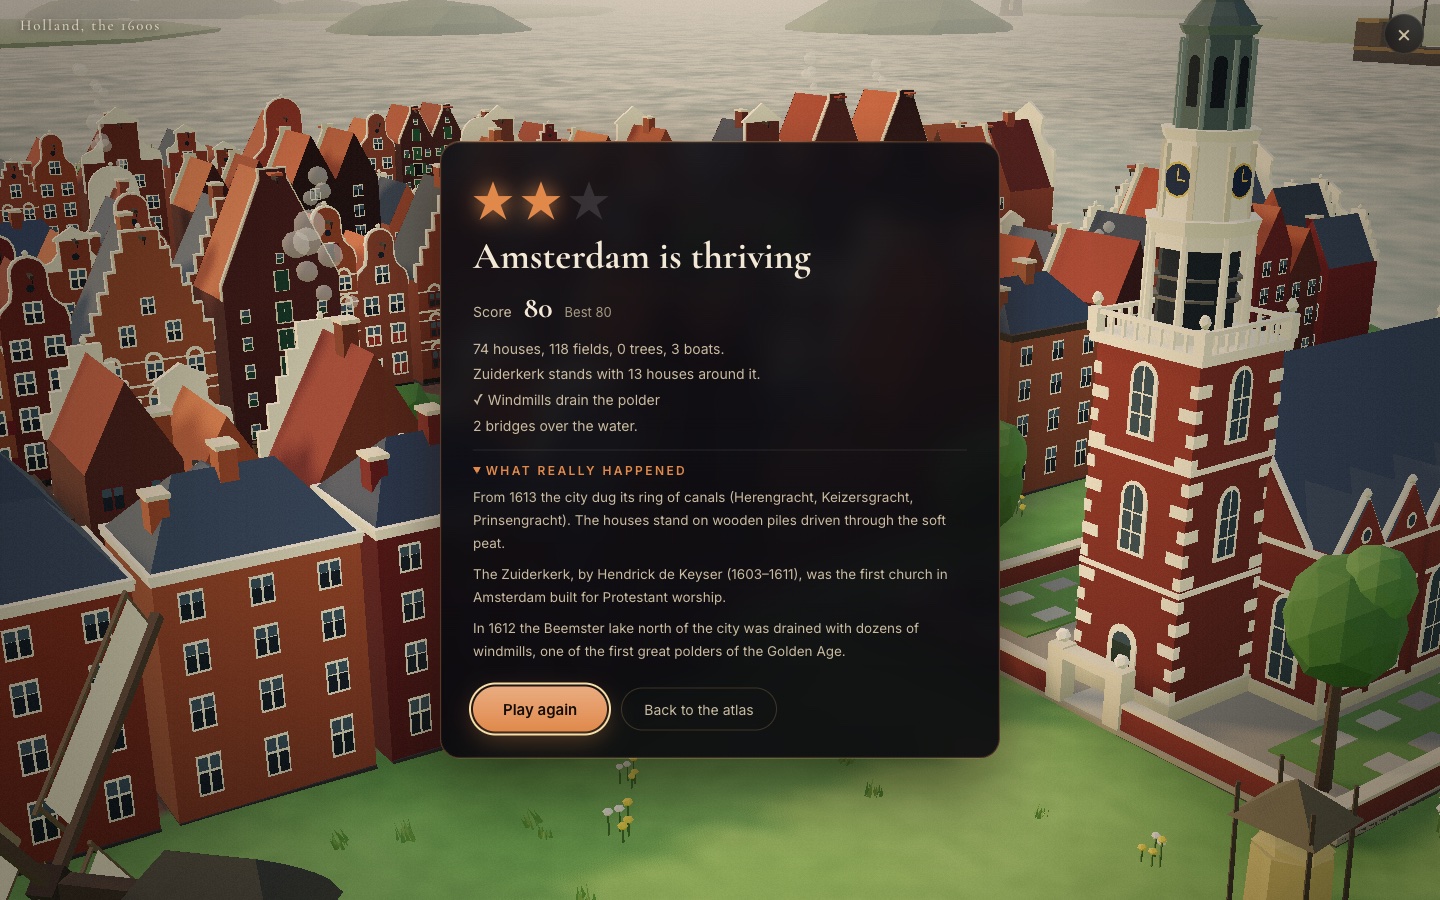 Holland, the 1600s
Amsterdam is thriving
Score 80 Best 80
74 houses, 118 fields, 0 trees, 3 boats.
Zuiderkerk stands with 13 houses around it.
✓ Windmills drain the polder
2 bridges over the water.
▼ WHAT REALLY HAPPENED
From 1613 the city dug its ring of canals (Herengracht, Keizersgracht,
Prinsengracht). The houses stand on wooden piles driven through the soft
peat.
The Zuiderkerk, by Hendrick de Keyser (1603–1611), was the first church in
Amsterdam built for Protestant worship.
In 1612 the Beemster lake north of the city was drained with dozens of
windmills, one of the first great polders of the Golden Age.
Play again
Back to the atlas